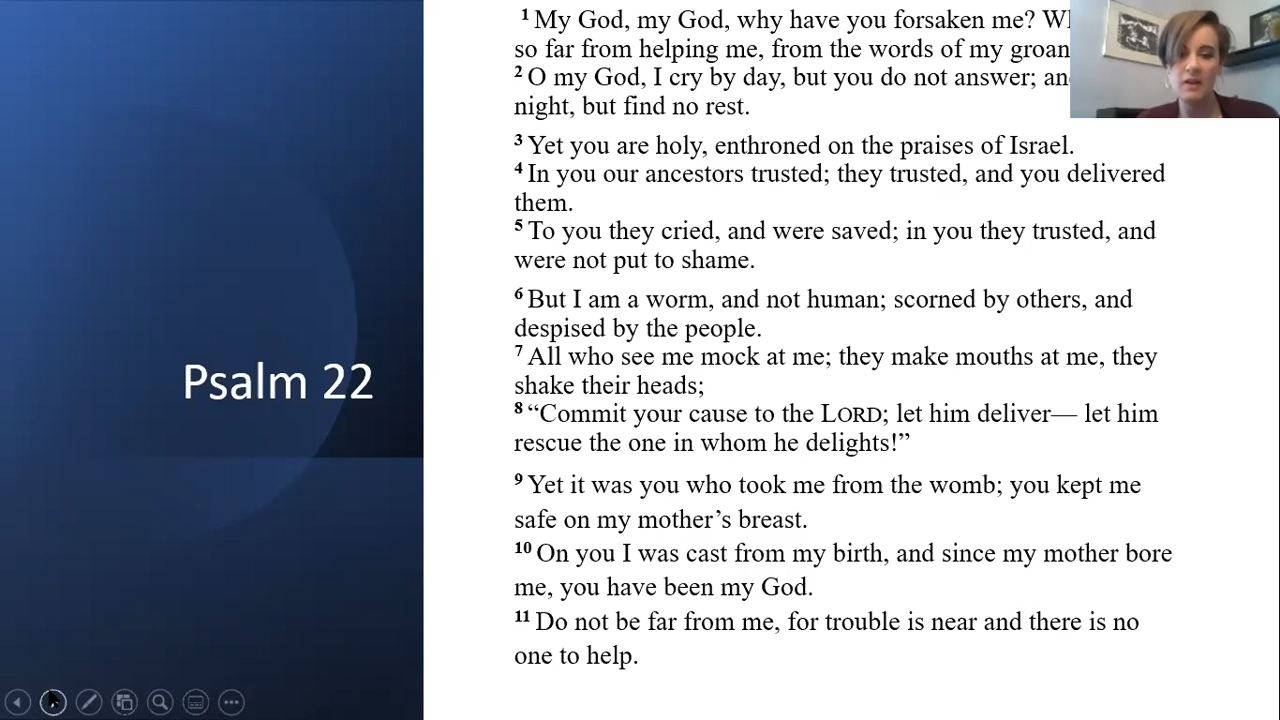 Psalm 22
1 My God, my God, why have you forsaken me?
so far from helping me, from the words of my
2 O my God, I cry by day, but you do not answer;
night, but find no rest.
3 Yet you are holy, enthroned on the praises of Israel.
4 In you our ancestors trusted; they trusted, and you delivered
them.
5 To you they cried, and were saved; in you they trusted, and
were not put to shame.
6 But I am a worm, and not human; scorned by others, and
despised by the people.
7 All who see me mock at me; they make mouths at me, they
shake their heads;
8 “Commit your cause to the LORD; let him deliver— let him
rescue the one in whom he delights!”
9 Yet it was you who took me from the womb; you kept me
safe on my mother’s breast.
10 On you I was cast from my birth, and since my mother bore
me, you have been my God.
11 Do not be far from me, for trouble is near and there is no
one to help.